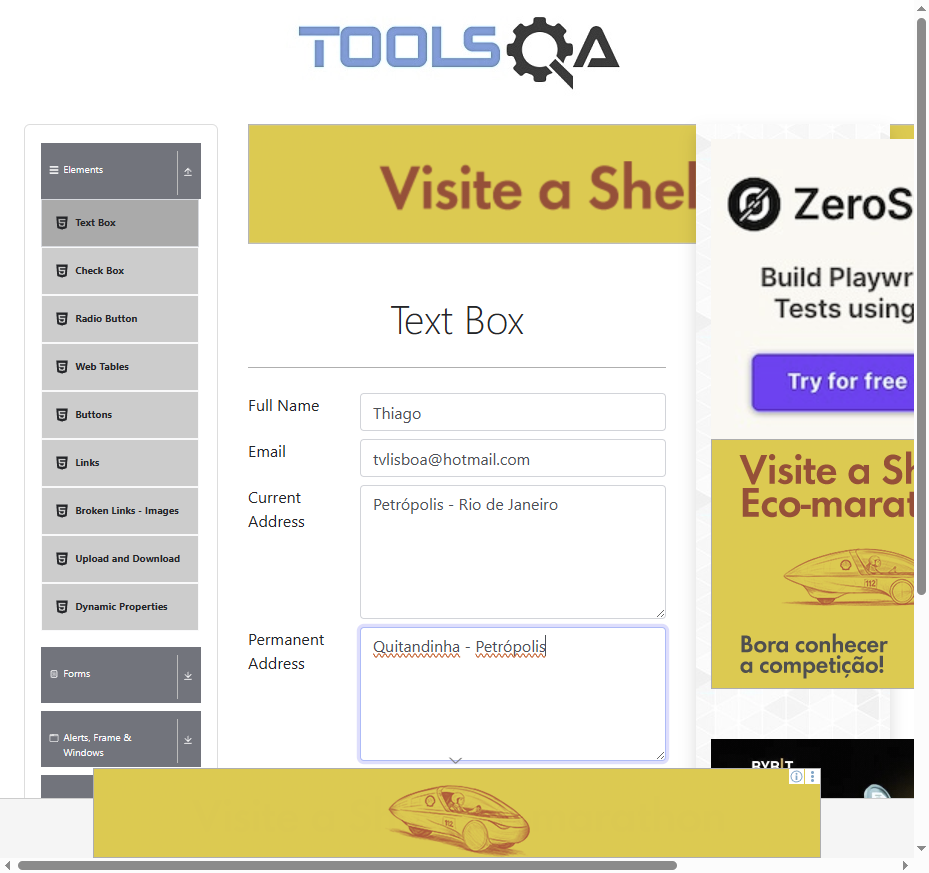 TOOLSQA
Elements
Text Box
Check Box
Radio Button
Web Tables
Buttons
Links
Broken Links - Images
Upload and Download
Dynamic Properties
Forms
Alerts, Frame &
Windows
Visite a Shel
Text Box
Full Name
Thiago
Email
tvlisboa@hotmail.com
Current
Address
Petrópolis - Rio de Janeiro
Permanent
Address
Quitandinha - Petrópolis
ZeroS
Build Playwr
Tests using
Try for free
Visite a Sh
Eco-marat
112
Bora conhecer
a competição!
BYBIT
112